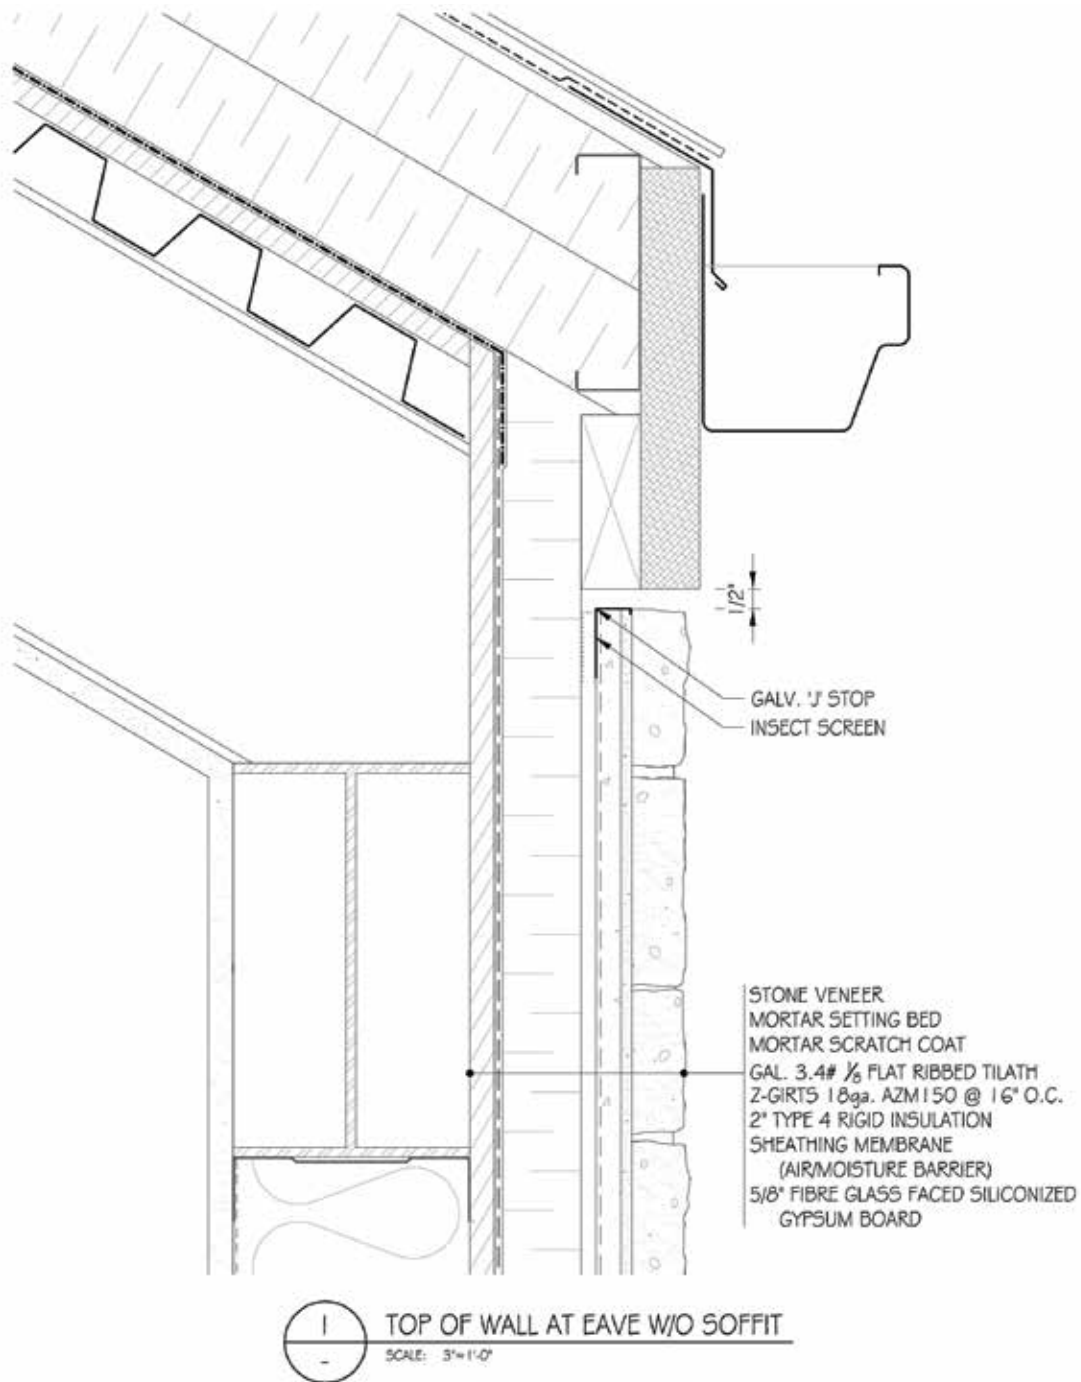 1/2"
GALV. 'J' STOP
INSECT SCREEN
STONE VENEER
MORTAR SETTING BED
MORTAR SCRATCH COAT
GAL. 3.4# 1/8 FLAT RIBBED TILATH
Z-GIRTS 18ga. AZM150 @ 16" O.C.
2" TYPE 4 RIGID INSULATION
SHEATHING MEMBRANE
(AIR/MOISTURE BARRIER)
5/8" FIBRE GLASS FACED SILICONIZED
GYPSUM BOARD
1
-
TOP OF WALL AT EAVE W/O SOFFIT
SCALE: 3"=1'-0"